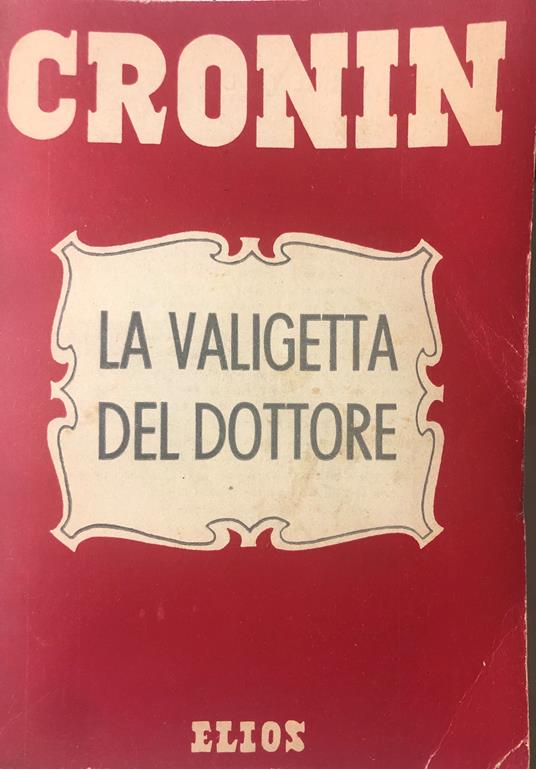 CRONIN
LA VALIGETTA
DEL DOTTORE
ELIOS